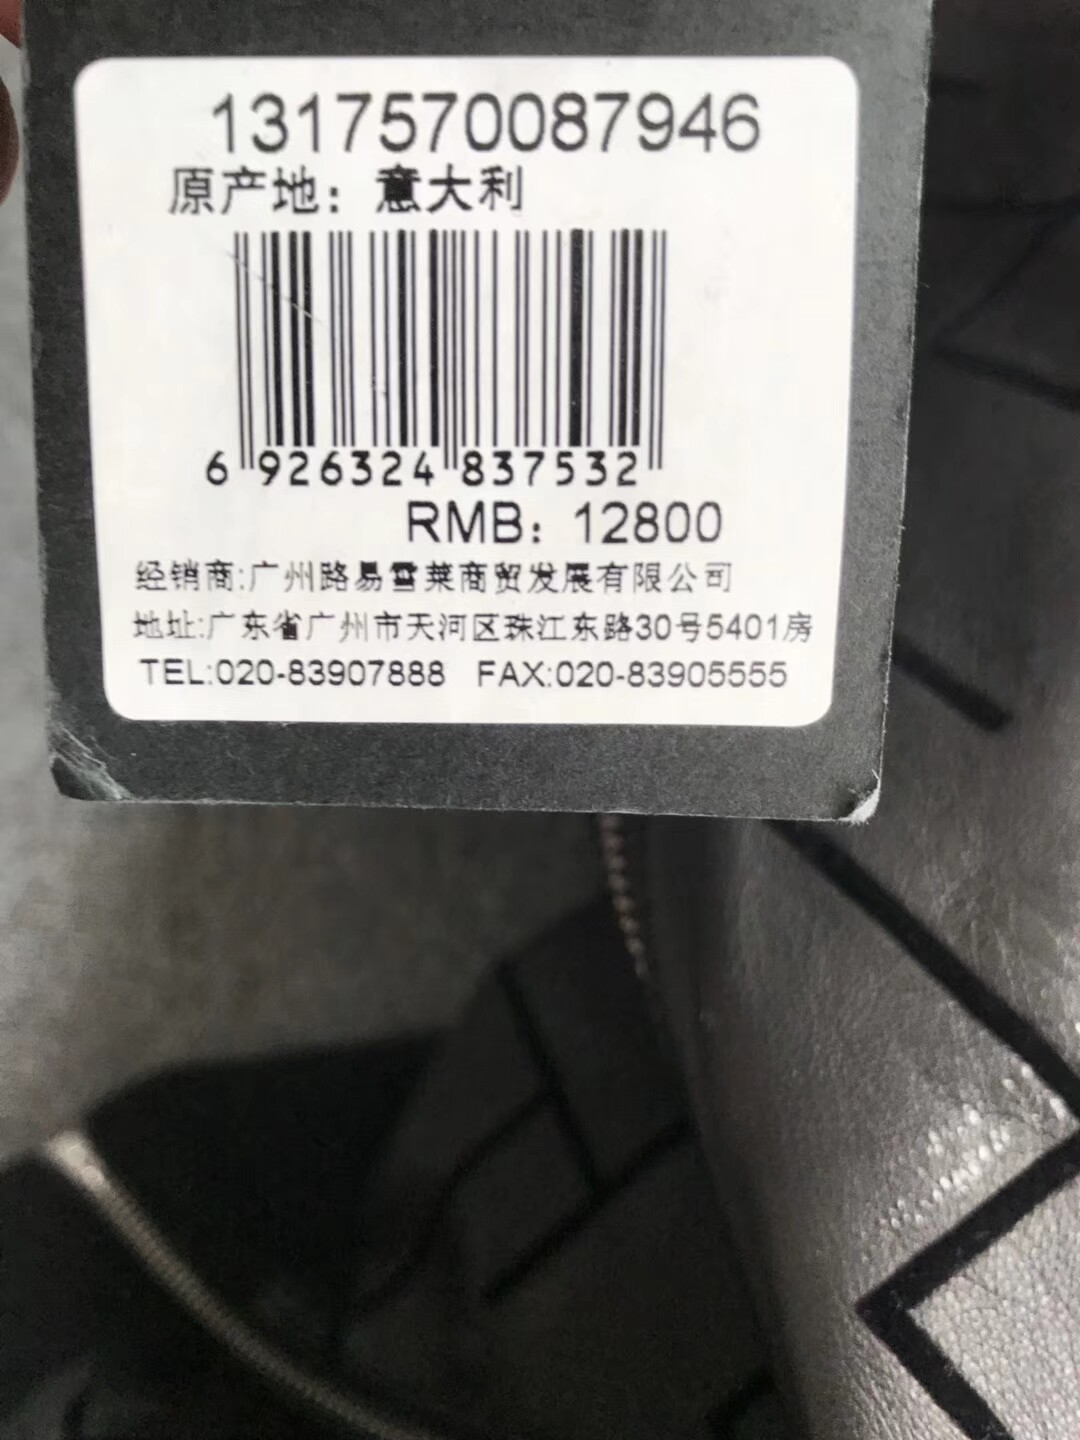 1317570087946
原产地：意大利
6 926324 837532
RMB：12800
经销商:广州路易雪莱商贸发展有限公司
地址:广东省广州市天河区珠江东路30号5401房
TEL:020-83907888 FAX:020-83905555